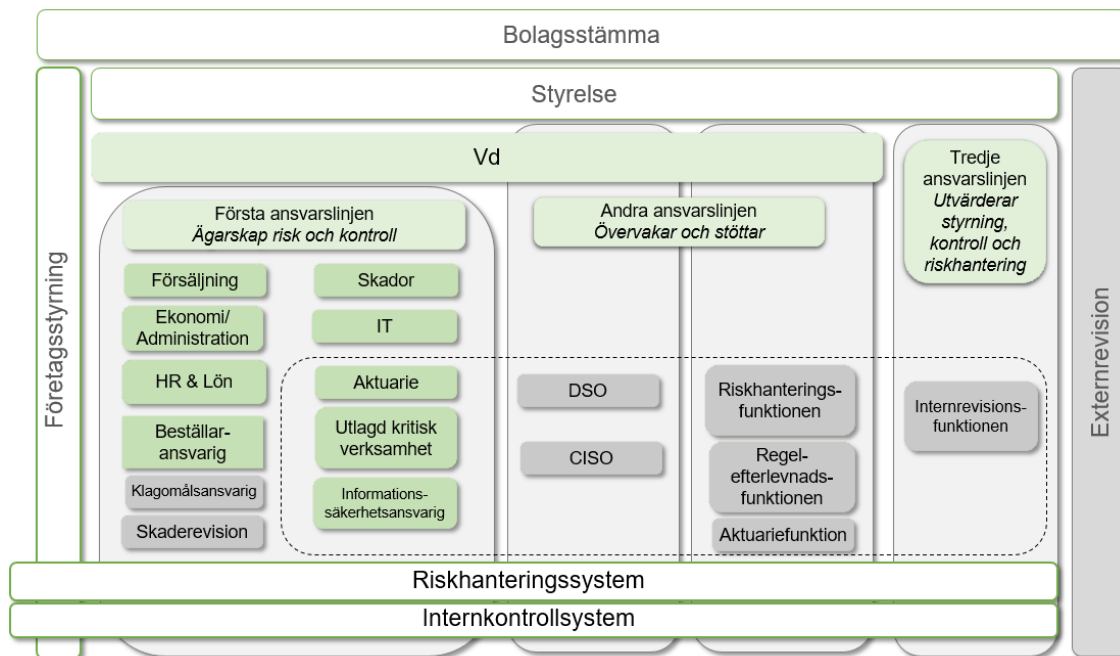 Bolagsstämma
Företagsstyrning
Styrelse
Externrevision
Vd
Första ansvarslinjen
Ägarskap risk och kontroll
Andra ansvarslinjen
Övervakar och stöttar
Tredje
ansvarslinjen
Utvärderar
styrning,
kontroll och
riskhantering
Försäljning
Skador
Ekonomi/
Administration
IT
HR & Lön
Aktuarie
Beställar-
ansvarig
Utlagd kritisk
verksamhet
Klagomålsansvarig
Informations-
säkerhetsansvarig
Skaderevision
DSO
CISO
Riskhanterings-
funktionen
Regel-
efterlevnads-
funktionen
Aktuariefunktion
Internrevisions-
funktionen
Riskhanteringssystem
Internkontrollsystem